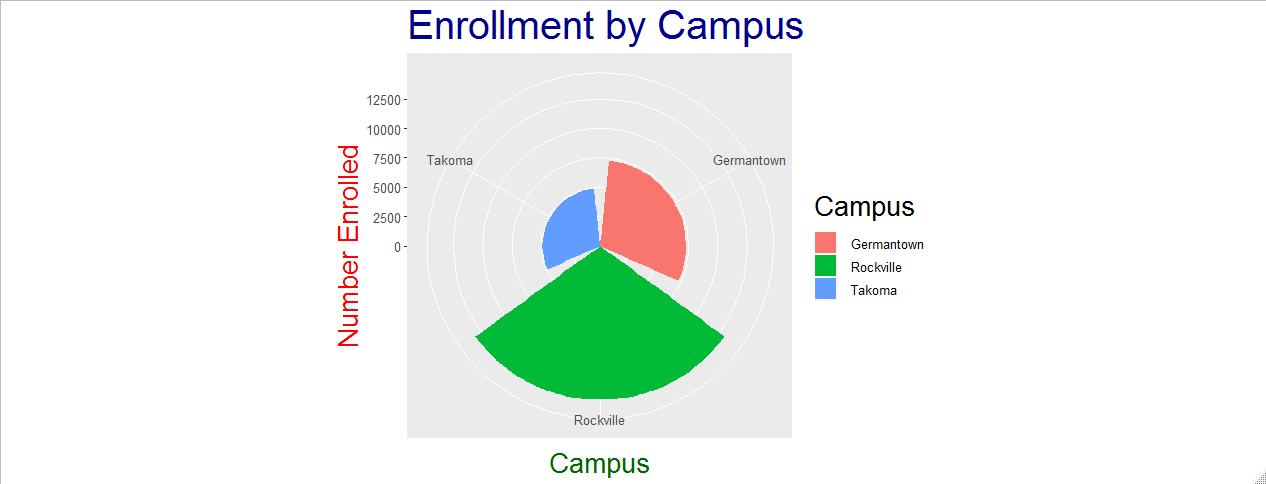 Enrollment by Campus
12500
10000
7500
5000
2500
0
Number Enrolled
Takoma
Germantown
Rockville
Campus
Campus
Germantown
Rockville
Takoma